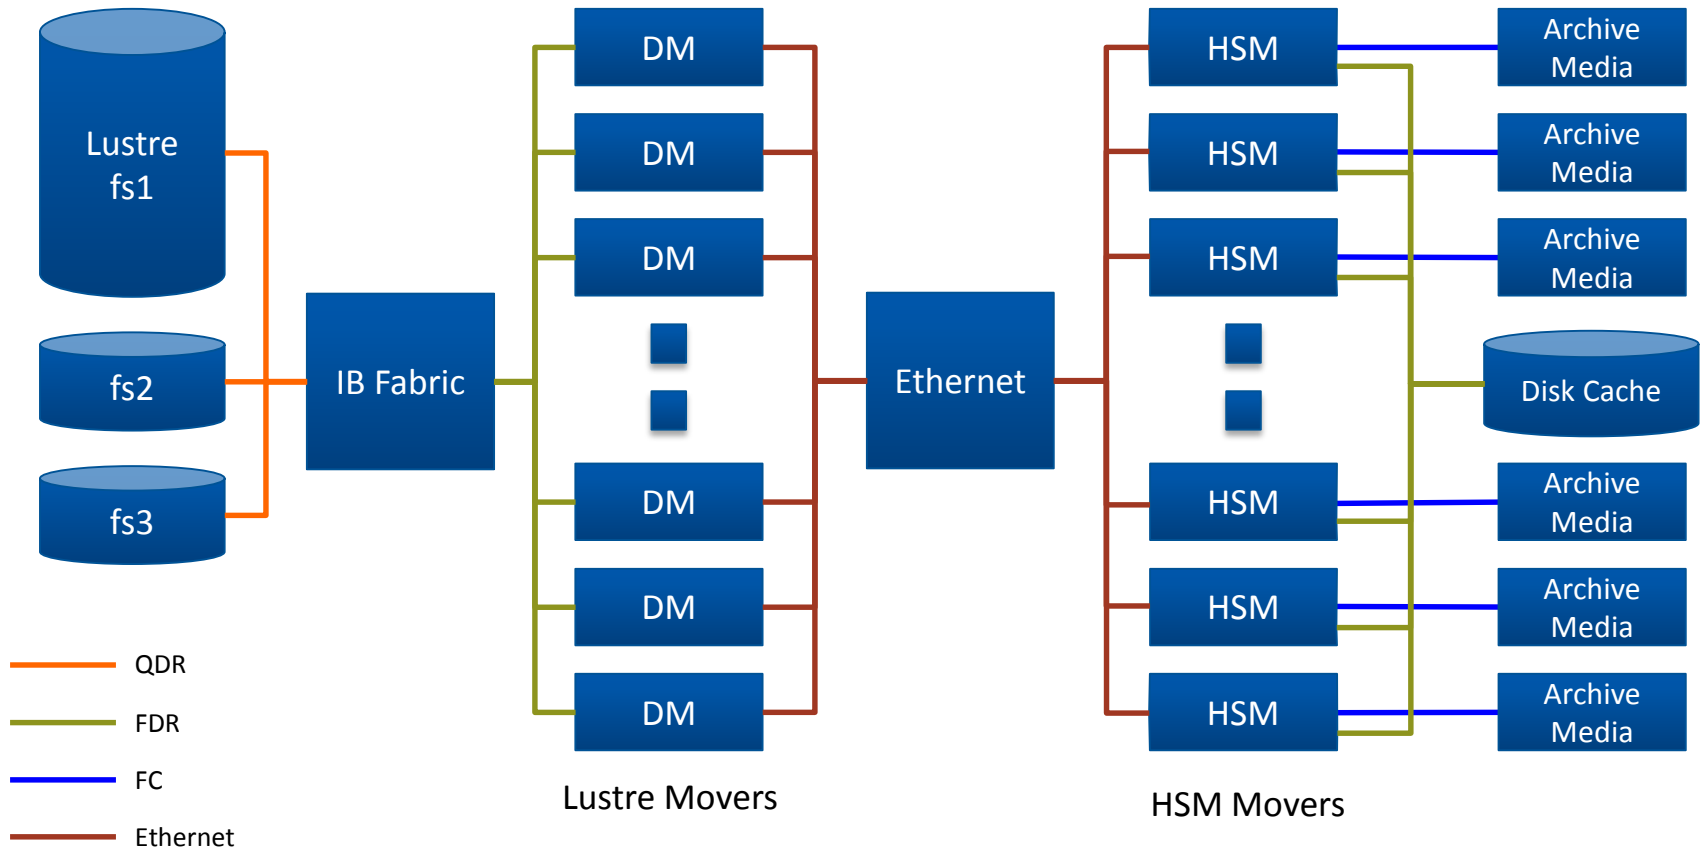 Lustre
fs1
fs2
fs3
IB Fabric
DM
DM
DM
DM
DM
DM
Lustre Movers
Ethernet
HSM
HSM
HSM
HSM
HSM
HSM
HSM Movers
Archive
Media
Archive
Media
Archive
Media
Disk Cache
Archive
Media
Archive
Media
Archive
Media
QDR
FDR
FC
Ethernet